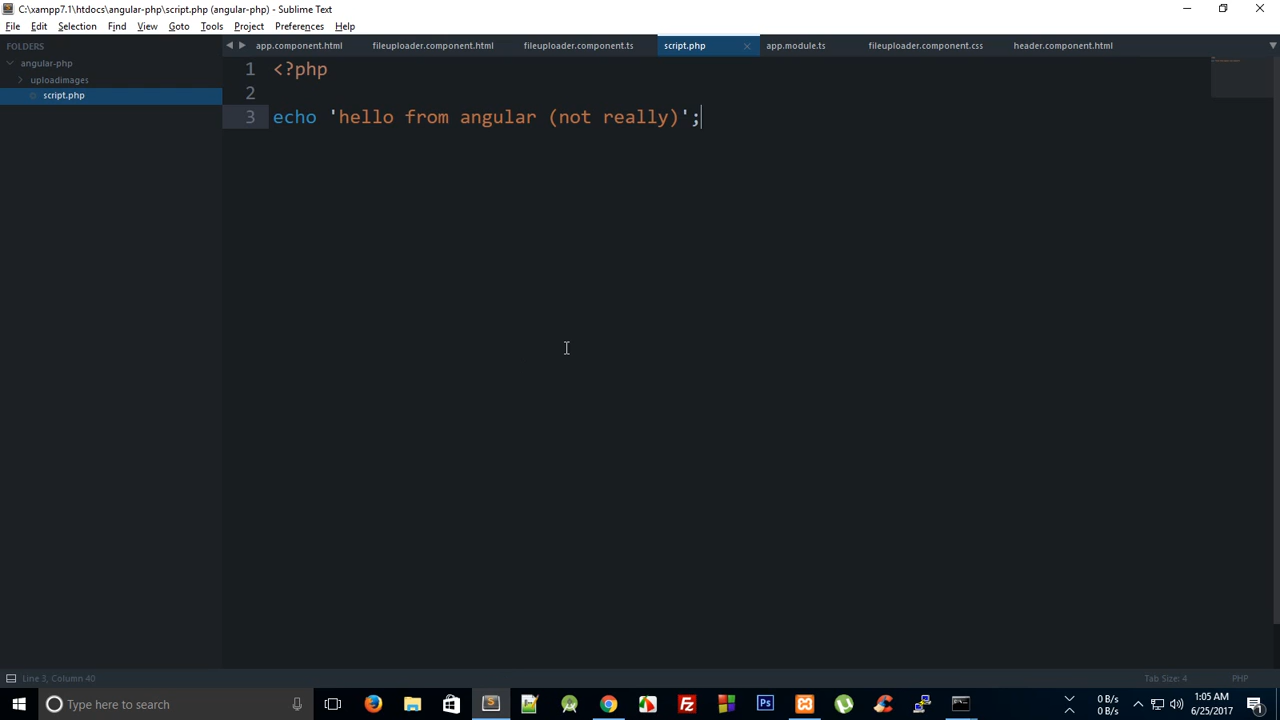 C:\xampp7.1\htdocs\angular-php\script.php (angular-php) - Sublime Text
File Edit Selection Find View Goto Tools Project Preferences Help
FOLDERS
angular-php
uploadimages
script.php
app.component.html fileuploader.component.html fileuploader.component.ts script.php app.module.ts fileuploader.component.css header.component.html
1 <?php
2
3 echo 'hello from angular (not really)';
Line 3, Column 40
Tab Size: 4
PHP
Type here to search
0 B/s
0 B/s
1:05 AM
6/25/2017